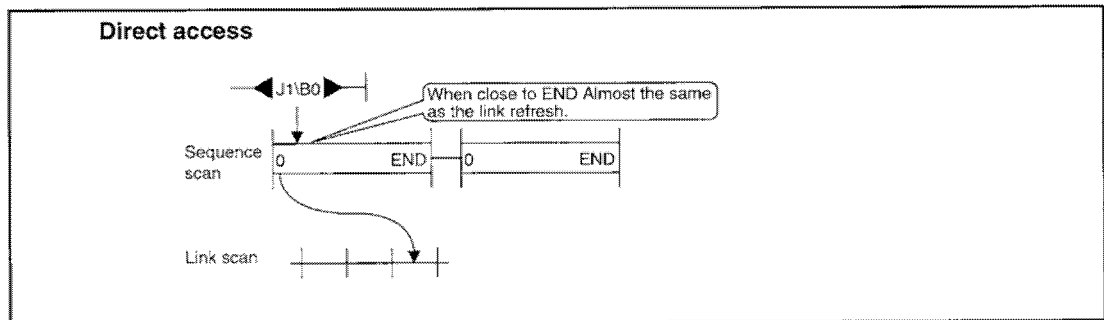 Direct access
J1\B0
When close to END Almost the same
as the link refresh.
Sequence
scan
0 END 0 END
Link scan